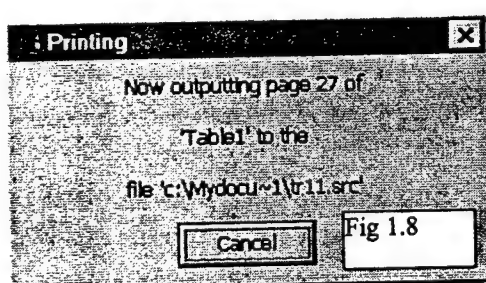 Printing
Now outputting page 27 of
'Table1' to the
file 'c:\Mydocu~1\tr11.src'
Cancel
Fig 1.8